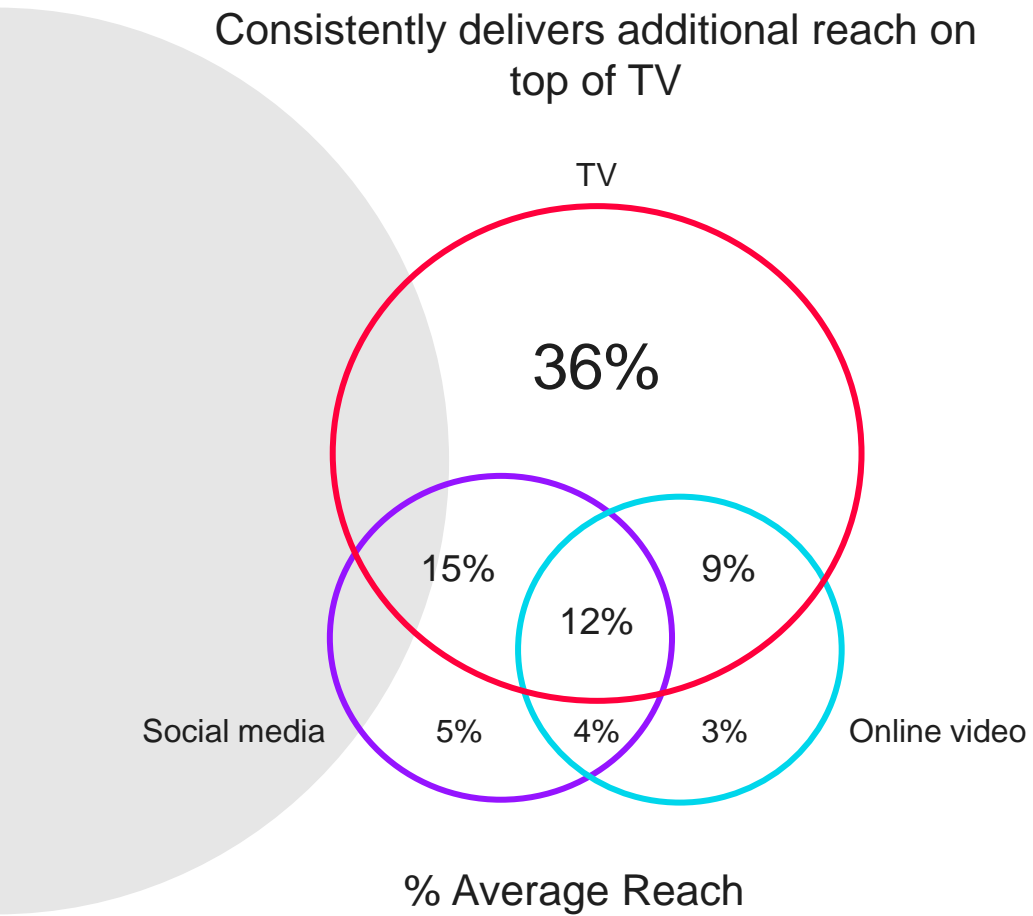 Consistently delivers additional reach on
top of TV
TV
36%
15%
9%
12%
Social media
5%
4%
3%
Online video
% Average Reach